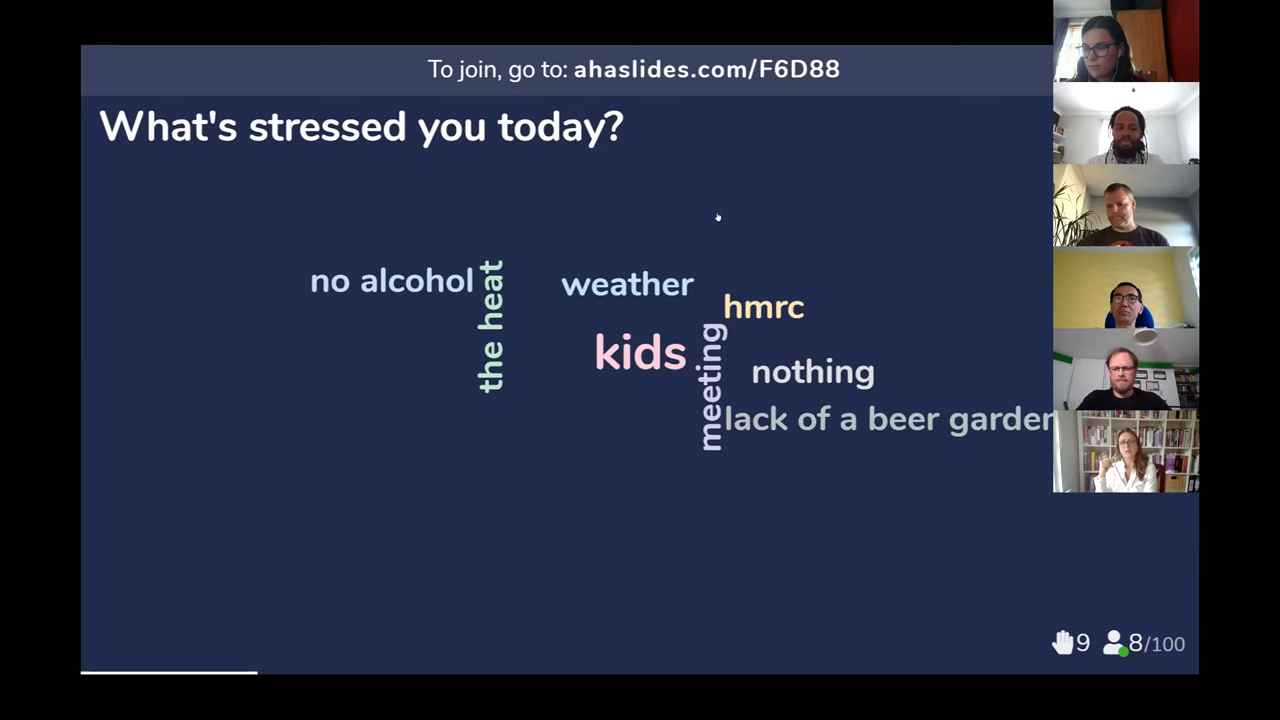 To join, go to: ahaslides.com/F6D88
What's stressed you today?
no alcohol
the heat
weather
hmrc
kids
meeting
nothing
lack of a beer garden
9
8/100